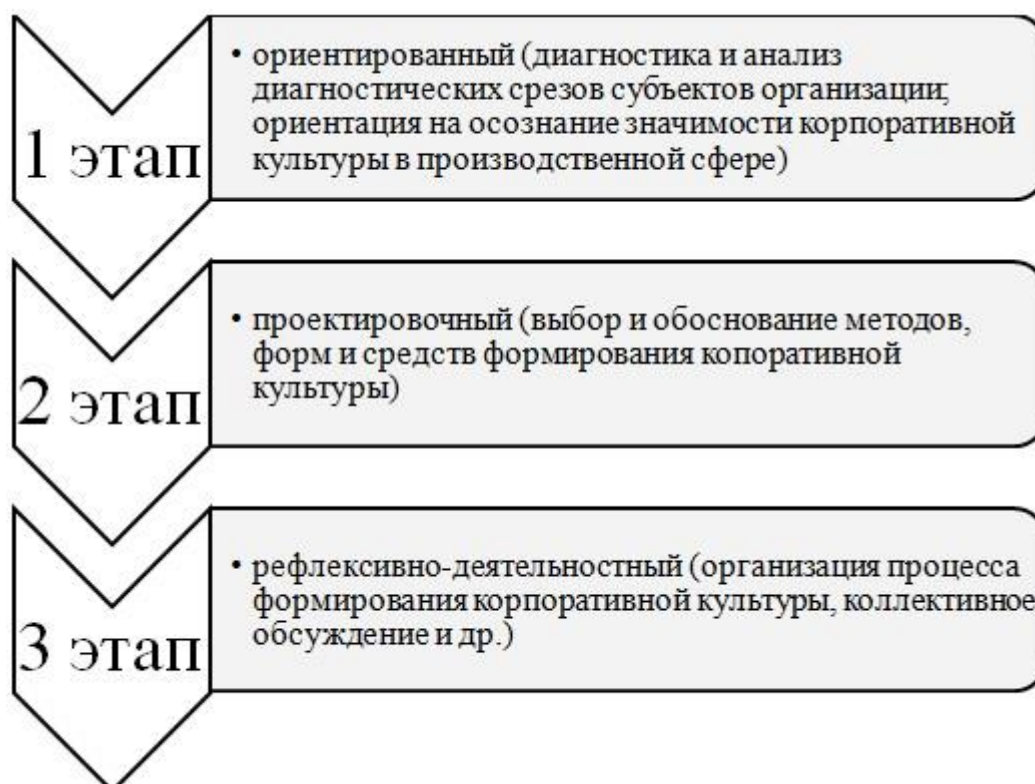 1 этап
• ориентированный (диагностика и анализ
диагностических срезов субъектов организации;
ориентация на осознание значимости корпоративной
культуры в производственной сфере)
2 этап
• проектировочный (выбор и обоснование методов,
форм и средств формирования копоративной
культуры)
3 этап
• рефлексивно-деятельностный (организация процесса
формирования корпоративной культуры, коллективное
обсуждение и др.)